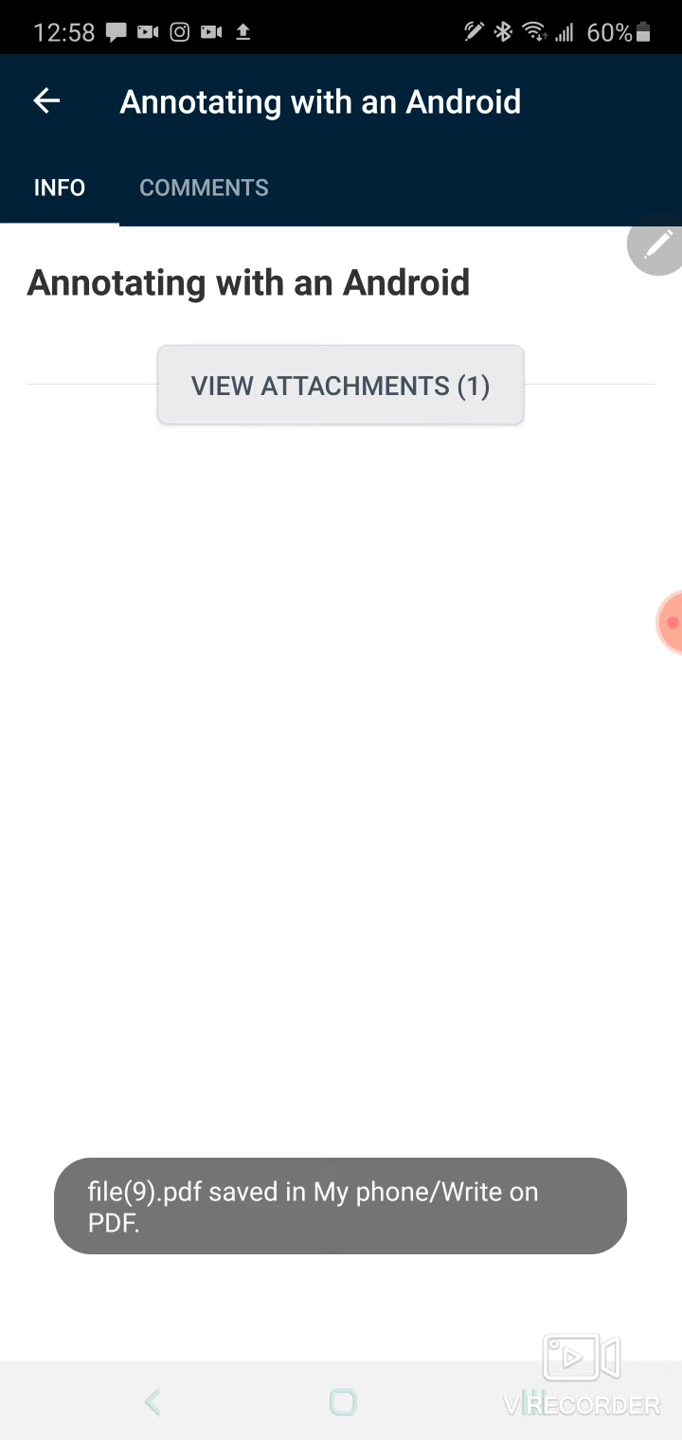 12:58 60%
Annotating with an Android
INFO COMMENTS
Annotating with an Android
VIEW ATTACHMENTS (1)
file(9).pdf saved in My phone/Write on
PDF.
VRECORDER